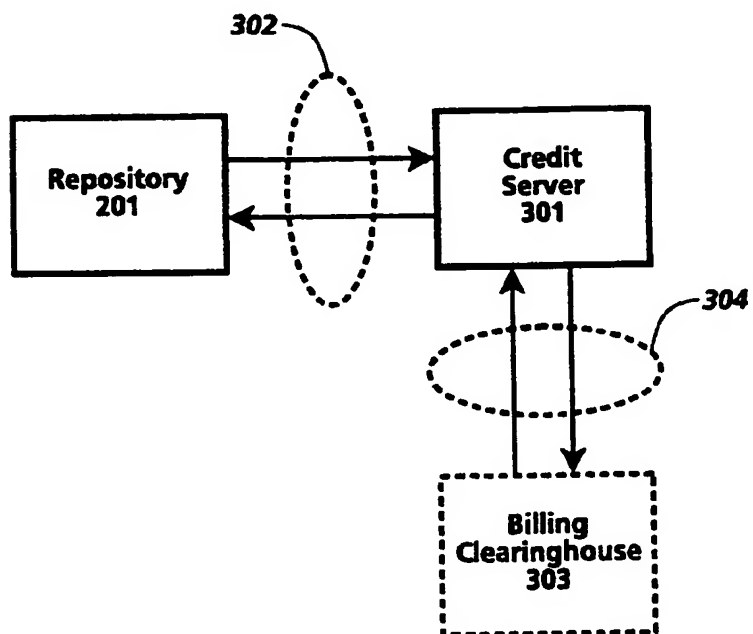 302
Repository
201
Credit
Server
301
304
Billing
Clearinghouse
303